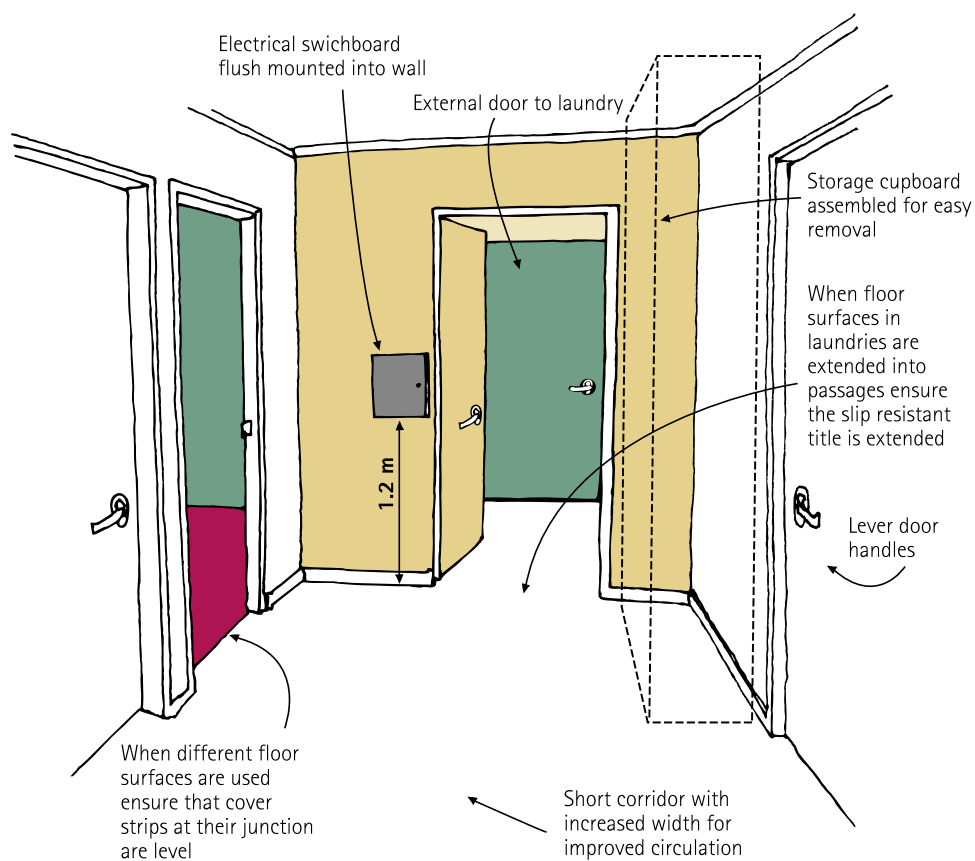 Electrical swichboard
flush mounted into wall
External door to laundry
Storage cupboard
assembled for easy
removal
When floor
surfaces in
laundries are
extended into
passages ensure
the slip resistant
title is extended
1.2 m
Lever door
handles
When different floor
surfaces are used
ensure that cover
strips at their junction
are level
Short corridor with
increased width for
improved circulation